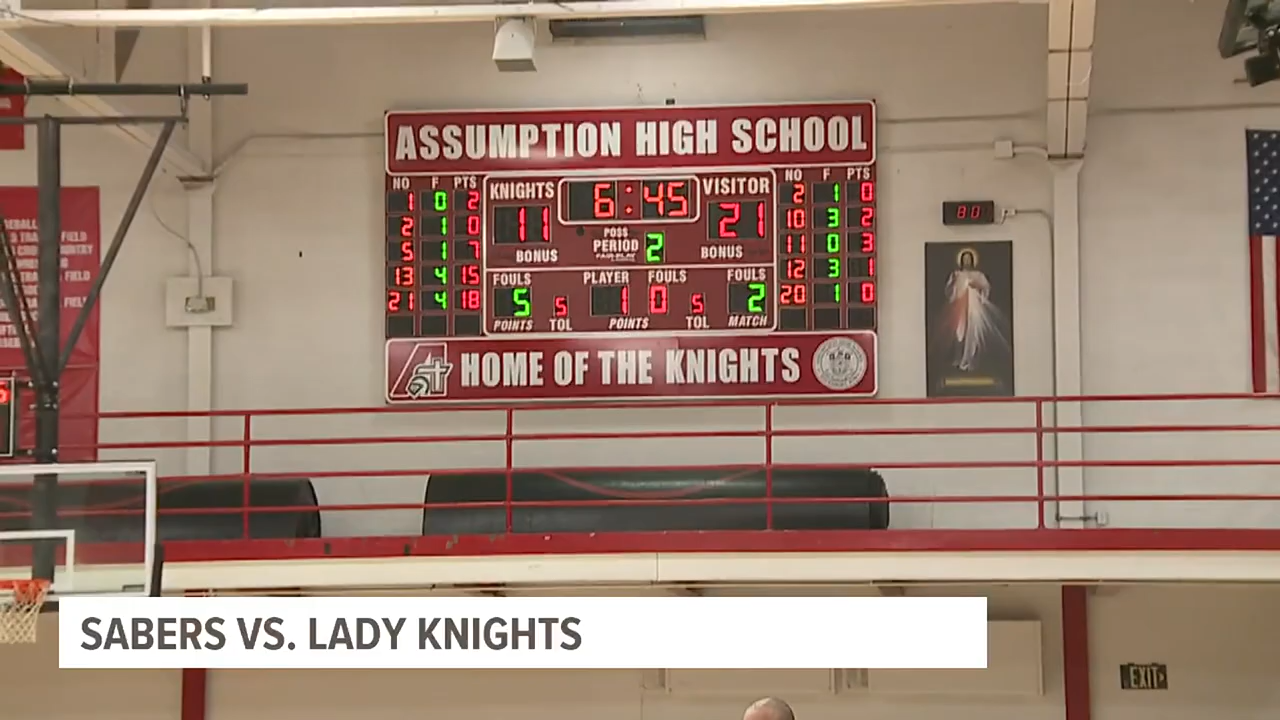 ASSUMPTION HIGH SCHOOL
NO F PTS
1 0 2
2 1 0
5 1 7
13 4 15
21 4 18
KNIGHTS 6:45 VISITOR
11 21
POSS
PERIOD 2
BONUS BONUS
FOULS PLAYER FOULS FOULS
5 5 1 0 5 2
POINTS TOL POINTS TOL MATCH
NO F PTS
2 1 0
10 3 2
11 0 3
12 3 1
20 1 0
HOME OF THE KNIGHTS
80
FIELD
COUNTRY
FIELD
SABERS VS. LADY KNIGHTS
EXIT